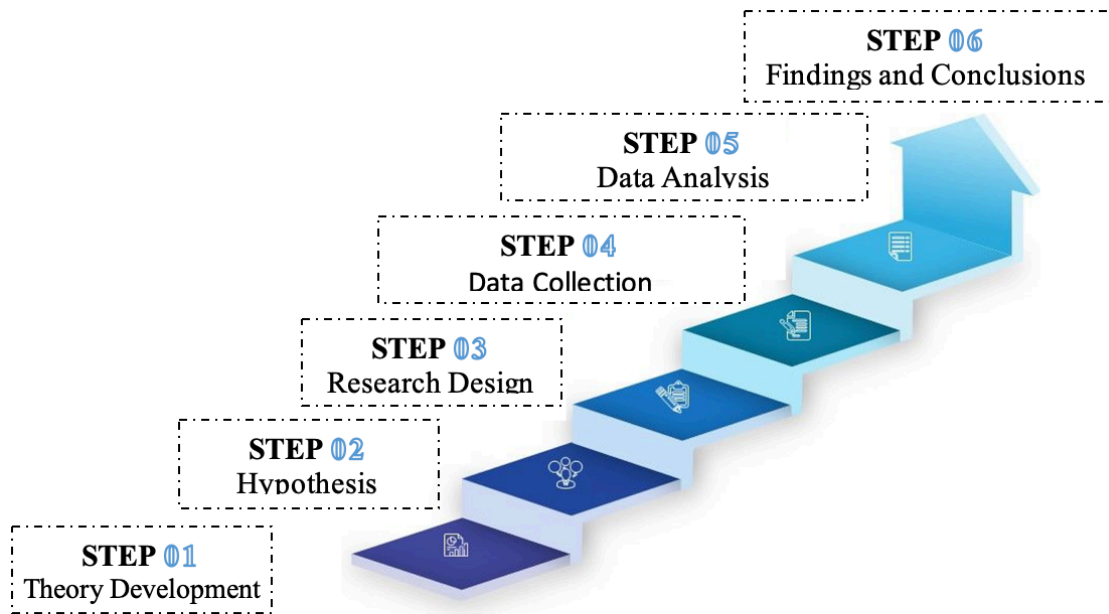 STEP 06
Findings and Conclusions
STEP 05
Data Analysis
STEP 04
Data Collection
STEP 03
Research Design
STEP 02
Hypothesis
STEP 01
Theory Development